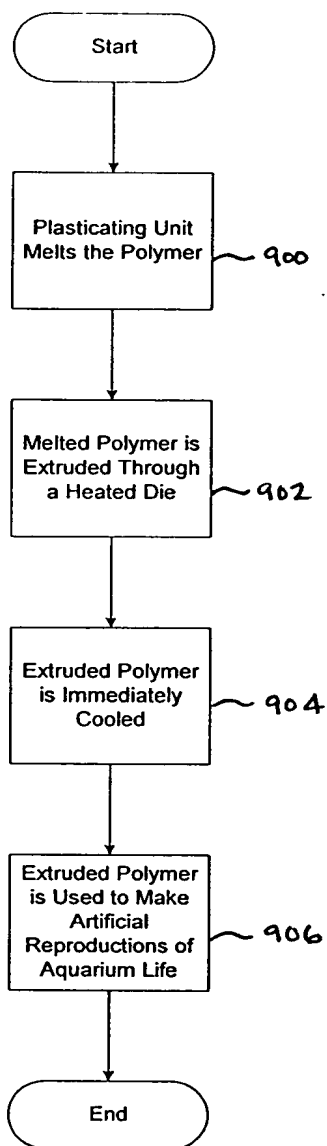 Start
Plasticating Unit
Melts the Polymer
900
Melted Polymer is
Extruded Through
a Heated Die
902
Extruded Polymer
is Immediately
Cooled
904
Extruded Polymer
is Used to Make
Artificial
Reproductions of
Aquarium Life
906
End